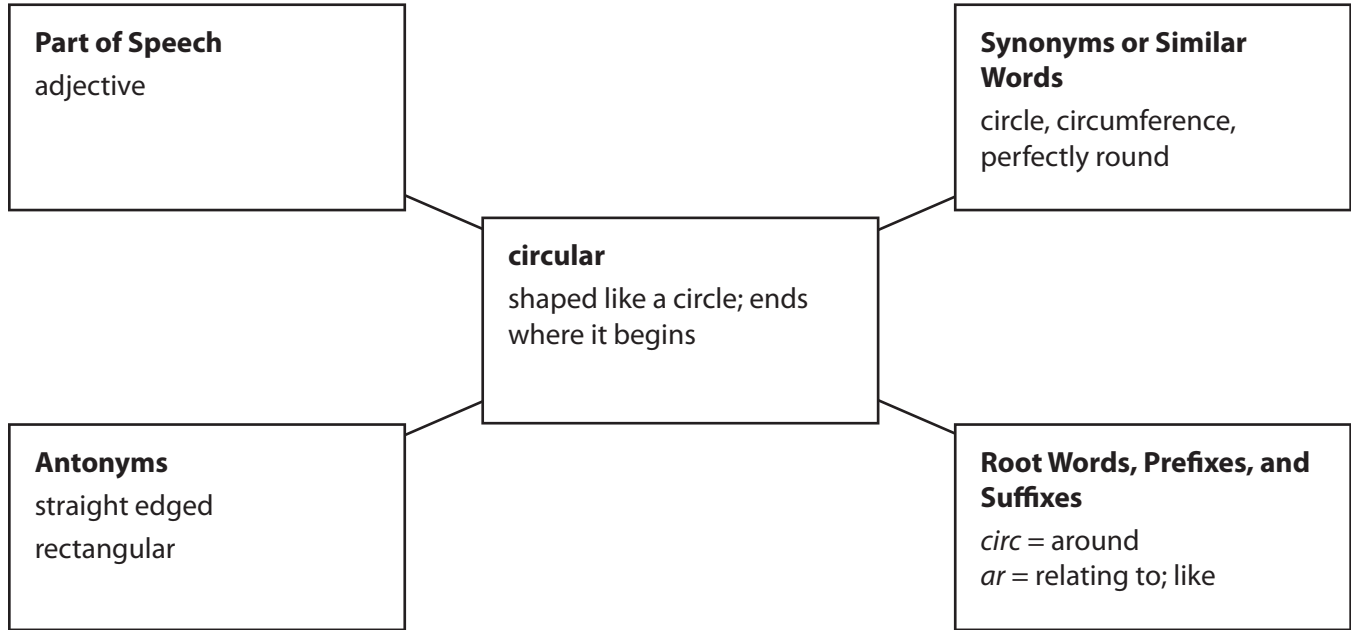 Part of Speech
adjective
Synonyms or Similar
Words
circle, circumference,
perfectly round
circular
shaped like a circle; ends
where it begins
Antonyms
straight edged
rectangular
Root Words, Prefixes, and
Suffixes
circ = around
ar = relating to; like